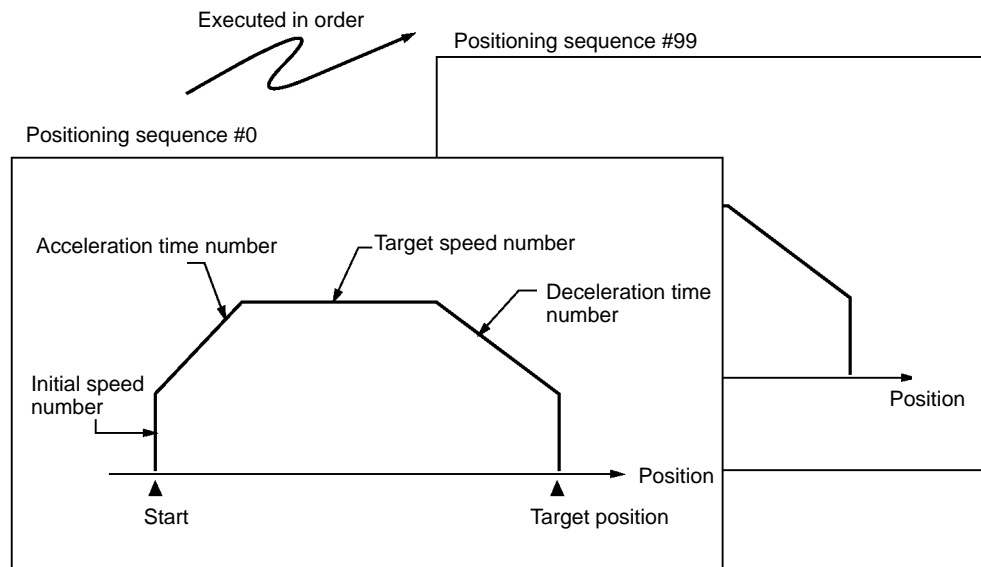 Executed in order
Positioning sequence #99
Positioning sequence #0
Acceleration time number
Target speed number
Deceleration time
number
Initial speed
number
Position
Position
Start
Target position